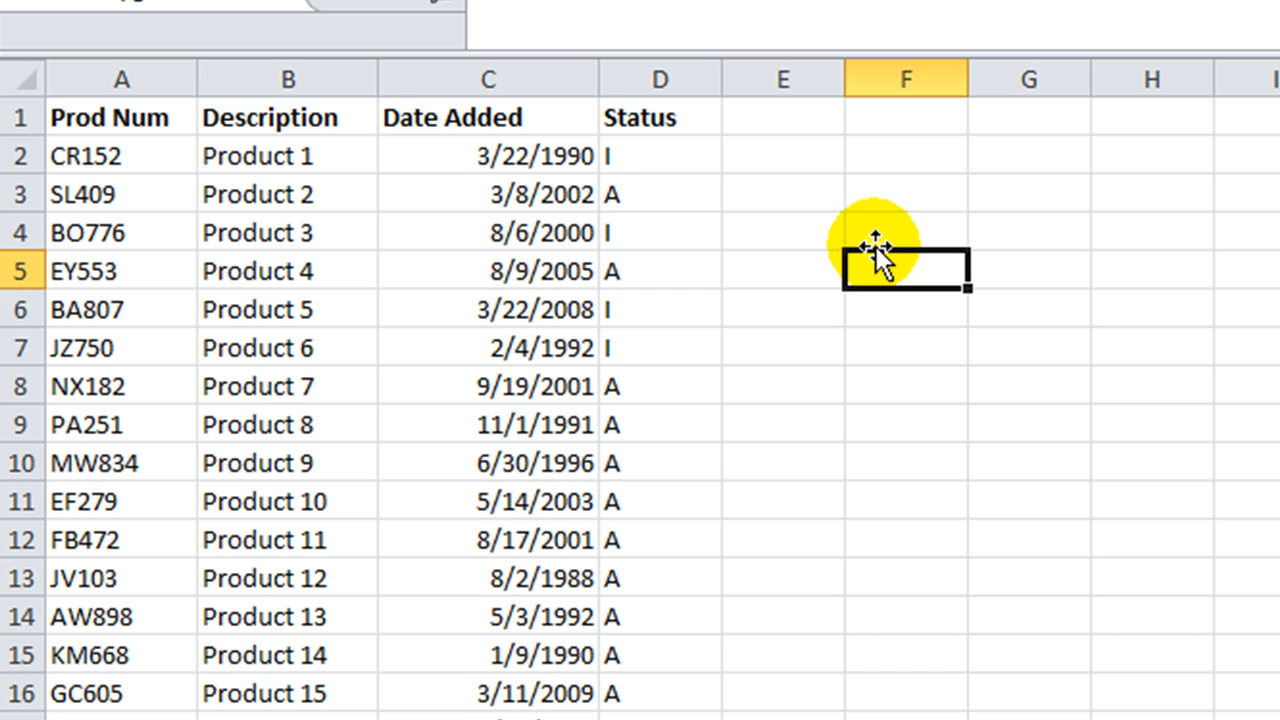 A B C D E F G H I
1 Prod Num Description Date Added Status
2 CR152 Product 1 3/22/1990 I
3 SL409 Product 2 3/8/2002 A
4 BO776 Product 3 8/6/2000 I
5 EY553 Product 4 8/9/2005 A
6 BA807 Product 5 3/22/2008 I
7 JZ750 Product 6 2/4/1992 I
8 NX182 Product 7 9/19/2001 A
9 PA251 Product 8 11/1/1991 A
10 MW834 Product 9 6/30/1996 A
11 EF279 Product 10 5/14/2003 A
12 FB472 Product 11 8/17/2001 A
13 JV103 Product 12 8/2/1988 A
14 AW898 Product 13 5/3/1992 A
15 KM668 Product 14 1/9/1990 A
16 GC605 Product 15 3/11/2009 A